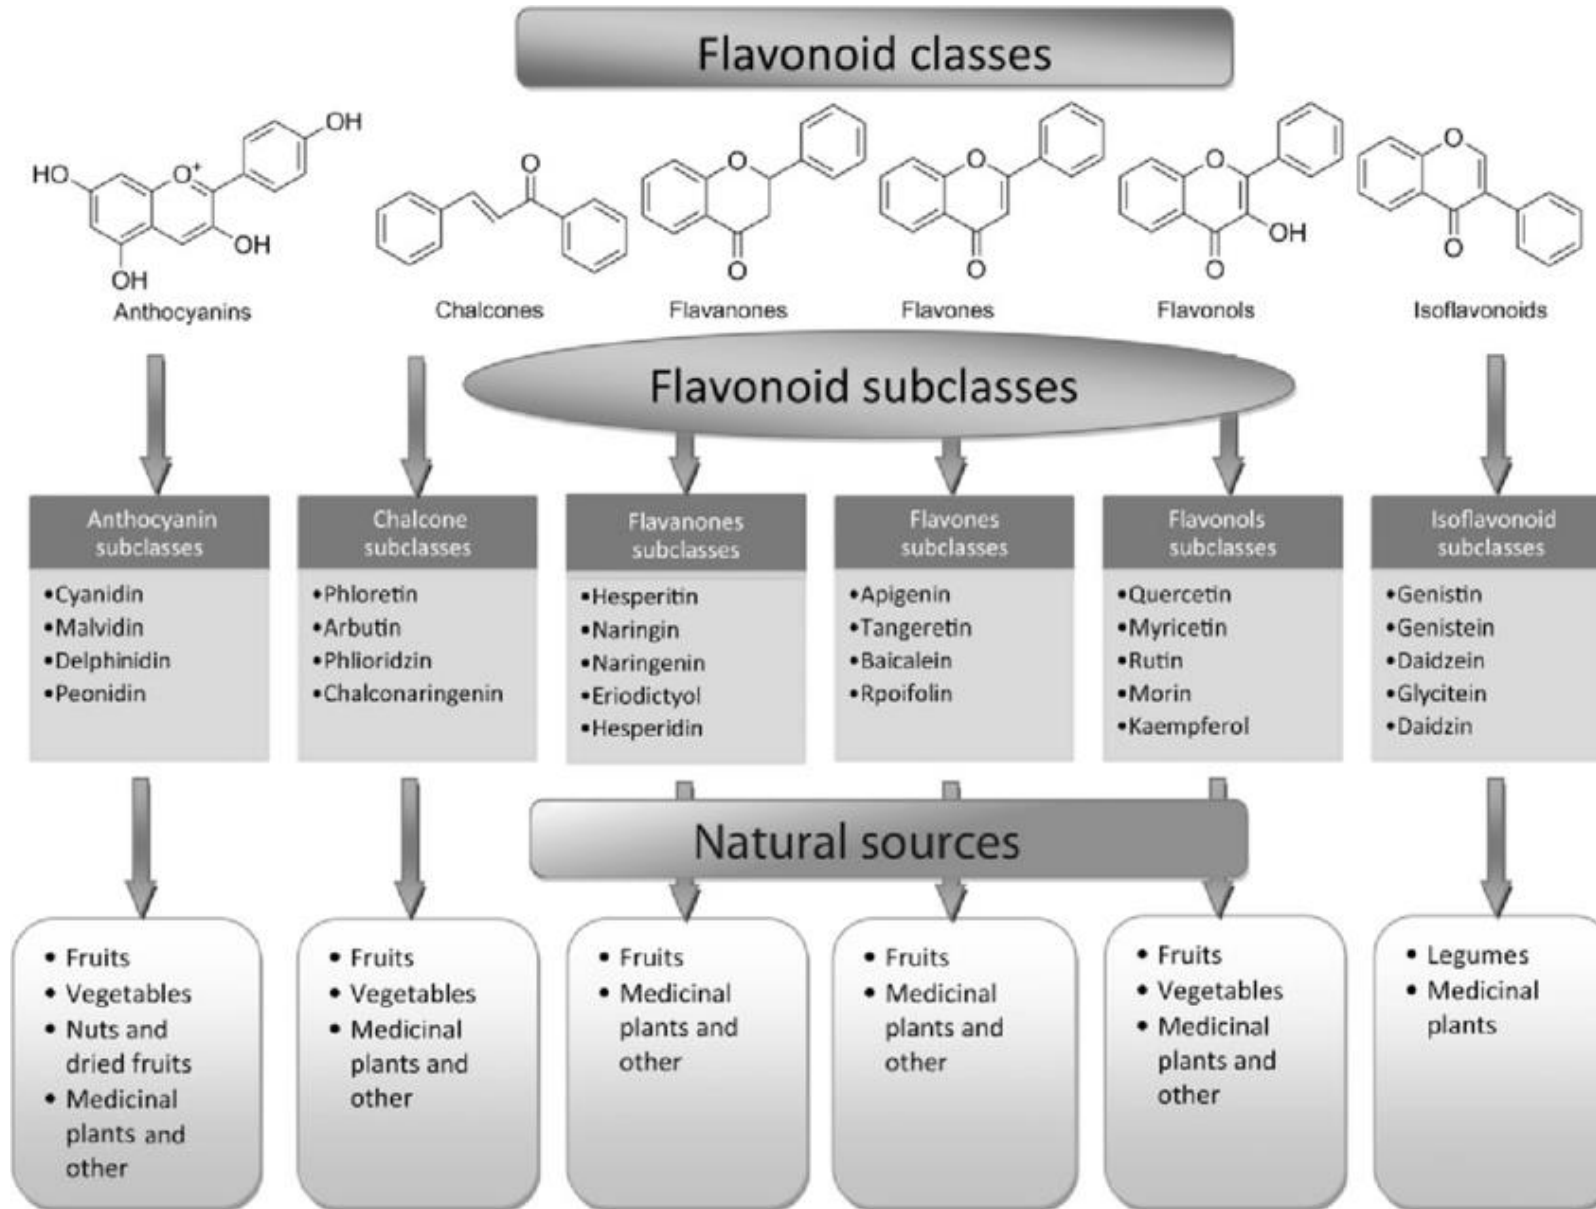 Flavonoid classes
OH
HO
O+
OH
OH
Anthocyanins
O
Chalcones
O
O
Flavanones
O
O
Flavones
O
OH
O
Flavonols
O
O
Isoflavonoids
Flavonoid subclasses
Anthocyanin
subclasses
•Cyanidin
•Malvidin
•Delphinidin
•Peonidin
Chalcone
subclasses
•Phloretin
•Arbutin
•Phlioridzin
•Chalconaringenin
Flavanones
subclasses
•Hesperitin
•Naringin
•Naringenin
•Eriodictyol
•Hesperidin
Flavones
subclasses
•Apigenin
•Tangeretin
•Baicalein
•Rpoifolin
Flavonols
subclasses
•Quercetin
•Myricetin
•Rutin
•Morin
•Kaempferol
Isoflavonoid
subclasses
•Genistin
•Genistein
•Daidzein
•Glycitein
•Daidzin
Natural sources
• Fruits
• Vegetables
• Nuts and
dried fruits
• Medicinal
plants and
other
• Fruits
• Vegetables
• Medicinal
plants and
other
• Fruits
• Medicinal
plants and
other
• Fruits
• Medicinal
plants and
other
• Fruits
• Vegetables
• Medicinal
plants and
other
• Legumes
• Medicinal
plants